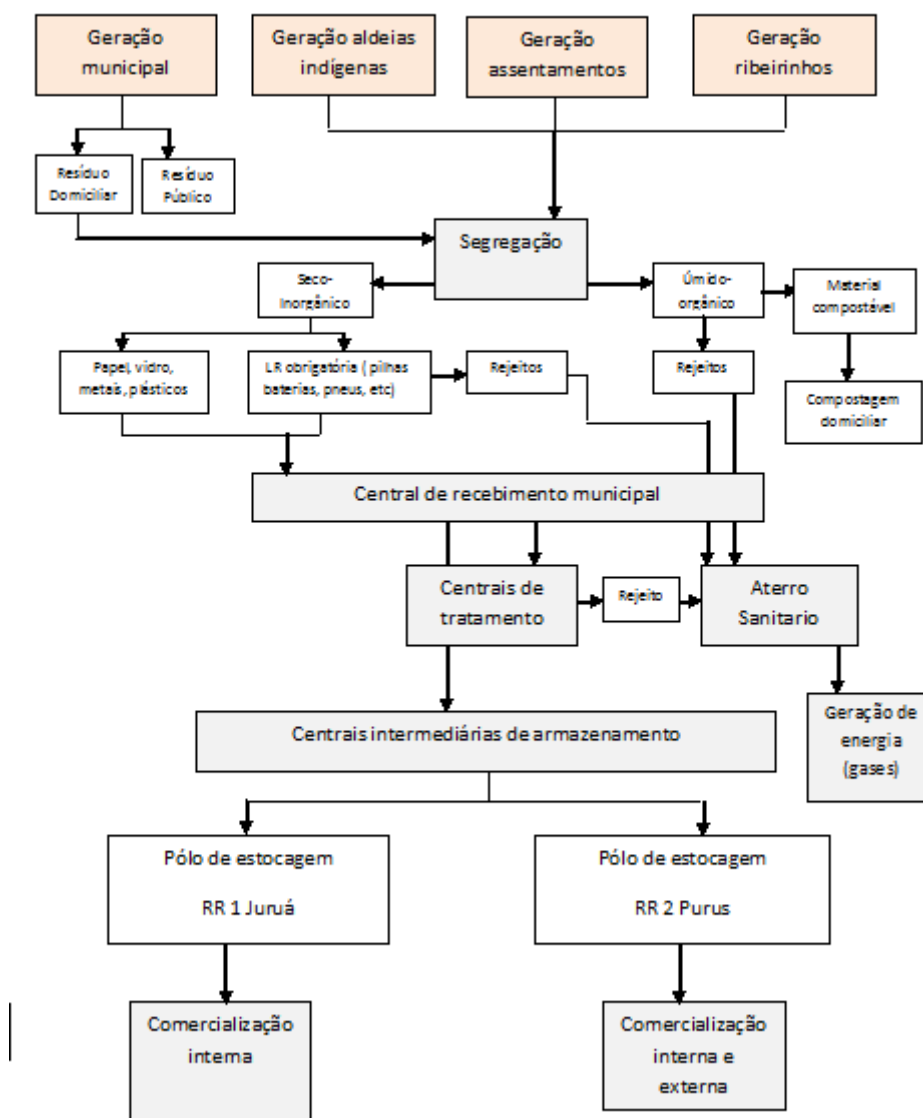 Geração
municipal
Geração aldeias
indígenas
Geração
assentamentos
Geração
ribeirinhos
Resíduo
Domiciliar
Resíduo
Público
Segregação
Seco-
Inorgânico
Úmido-
orgânico
Material
compostável
Papel, vidro,
metais, plásticos
LR obrigatória ( pilhas
baterias, pneus, etc)
Rejeitos
Rejeitos
Compostagem
domiciliar
Central de recebimento municipal
Centrais de
tratamento
Rejeito
Aterro
Sanitario
Geração de
energia
(gases)
Centrais intermediárias de armazenamento
Pólo de estocagem
RR 1 Juruá
Pólo de estocagem
RR 2 Purus
Comercialização
interna
Comercialização
interna e
externa